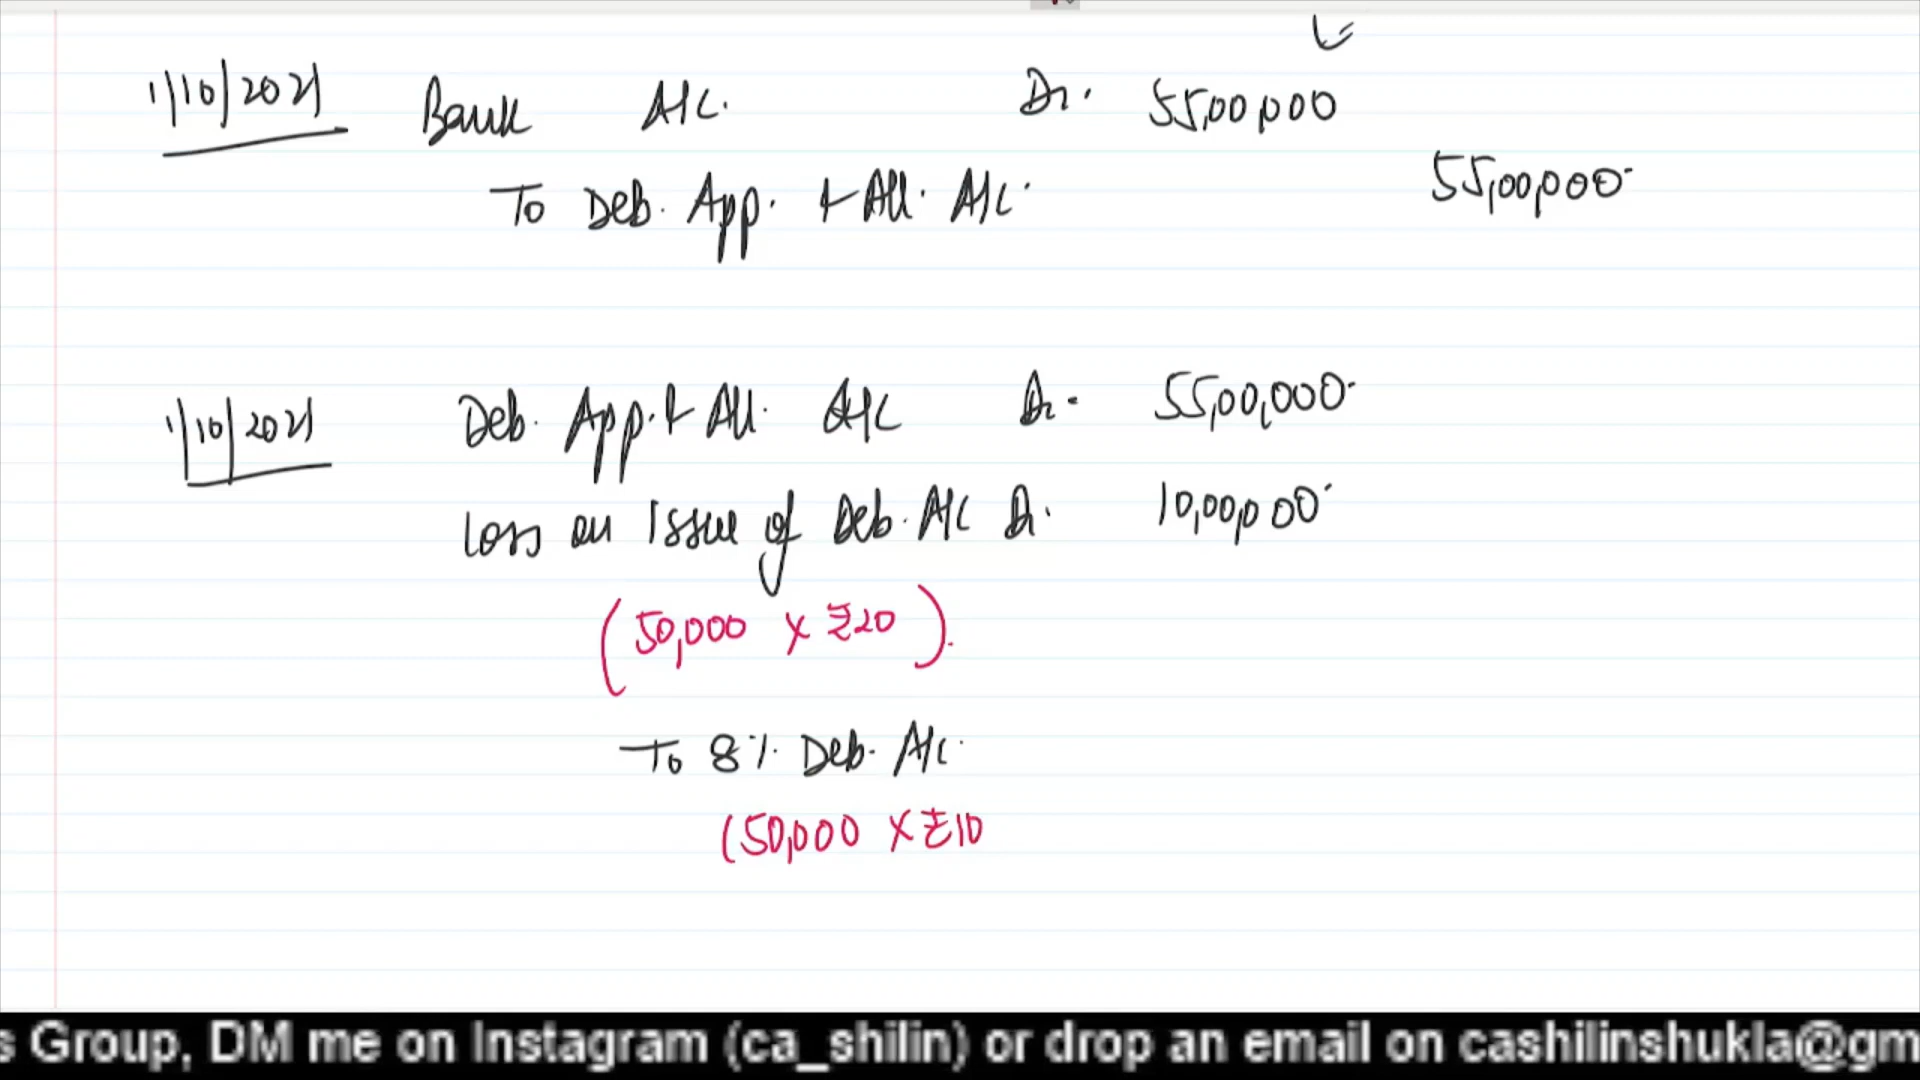 1/10/2021 Bank A/c. Dr. 55,00,000
To Deb. App. & All. A/c. 55,00,000
1/10/2021 Deb. App. & All. A/c Dr. 55,00,000
Loss on Issue of Deb. A/c Dr. 10,00,000
(50,000 x ₹20)
To 8% Deb. A/c.
(50,000 x ₹10
s Group, DM me on Instagram (ca_shilin) or drop an email on cashilinshukla@gm